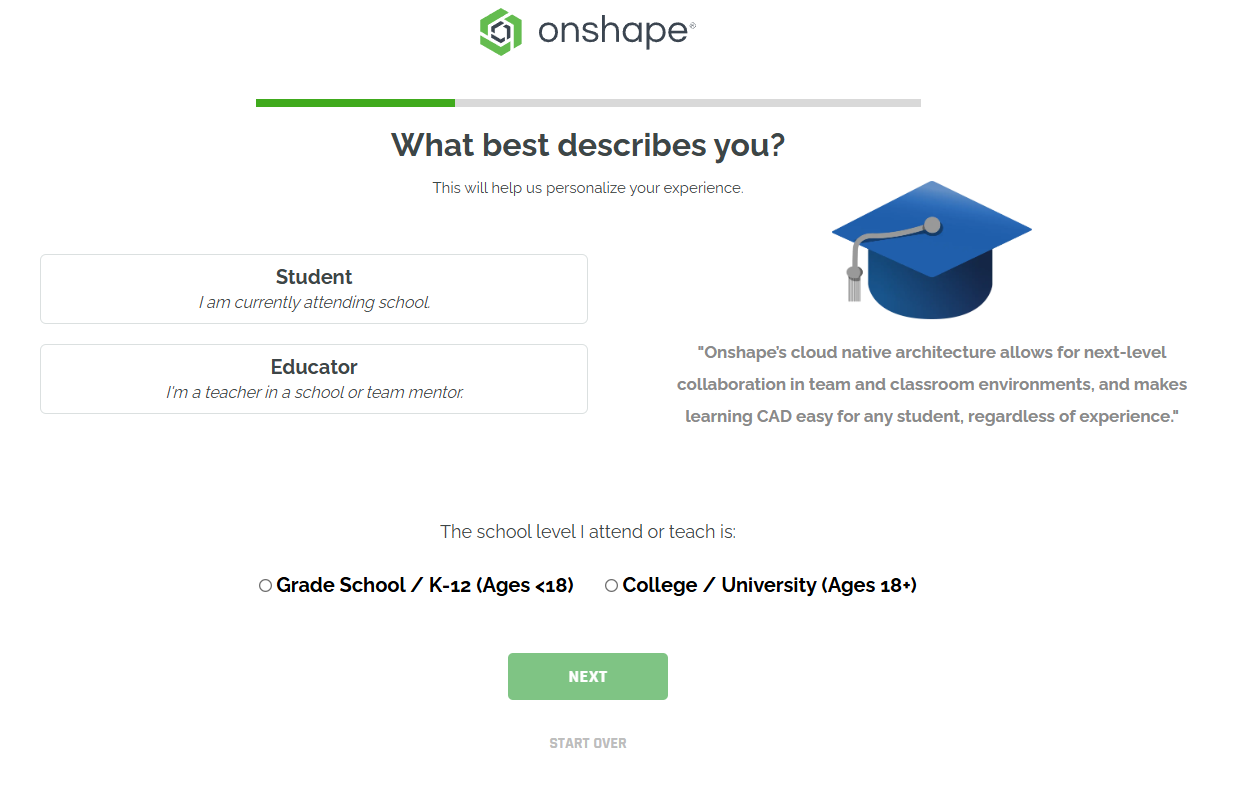 onshape®
What best describes you?
This will help us personalize your experience.
Student
I am currently attending school.
Educator
I'm a teacher in a school or team mentor.
"Onshape’s cloud native architecture allows for next-level
collaboration in team and classroom environments, and makes
learning CAD easy for any student, regardless of experience."
The school level I attend or teach is:
Grade School / K-12 (Ages <18)
College / University (Ages 18+)
NEXT
START OVER